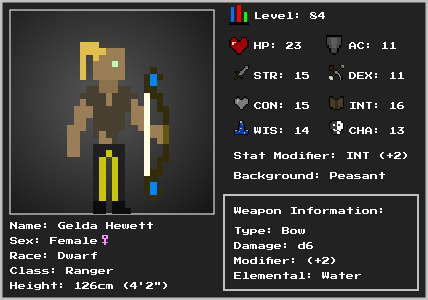 Level: 84
HP: 23 AC: 11
STR: 15 DEX: 11
CON: 15 INT: 16
WIS: 14 CHA: 13
Stat Modifier: INT (+2)
Background: Peasant
Weapon Information:
Type: Bow
Damage: d6
Modifier: (+2)
Elemental: Water
Name: Gelda Hewett
Sex: Female♀
Race: Dwarf
Class: Ranger
Height: 126cm (4'2")